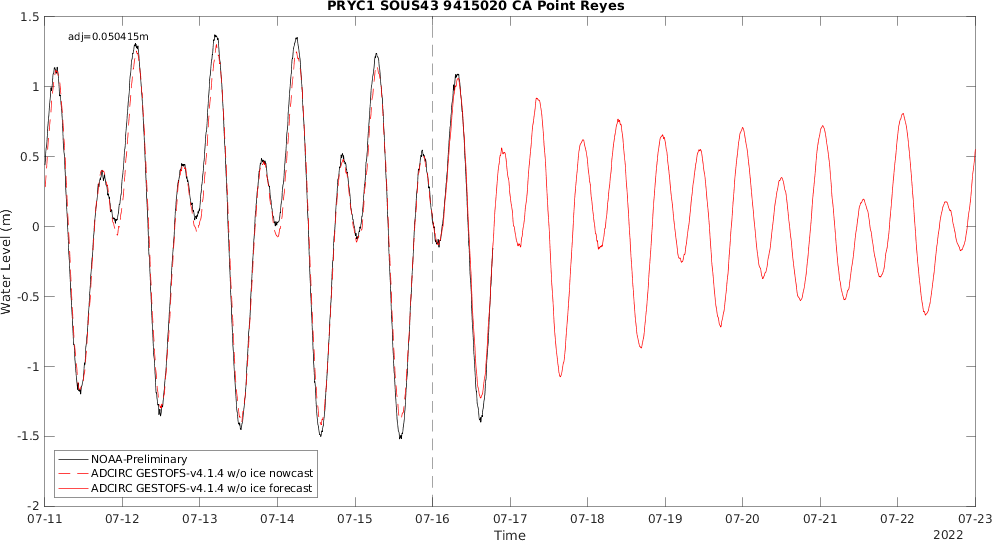 PRYC1 SOUS43 9415020 CA Point Reyes
adj=0.050415m
1.5
1
0.5
0
-0.5
-1
-1.5
-2
Water Level (m)
NOAA-Preliminary
ADCIRC GESTOFS-v4.1.4 w/o ice nowcast
ADCIRC GESTOFS-v4.1.4 w/o ice forecast
07-11 07-12 07-13 07-14 07-15 07-16 07-17 07-18 07-19 07-20 07-21 07-22 07-23
Time
2022